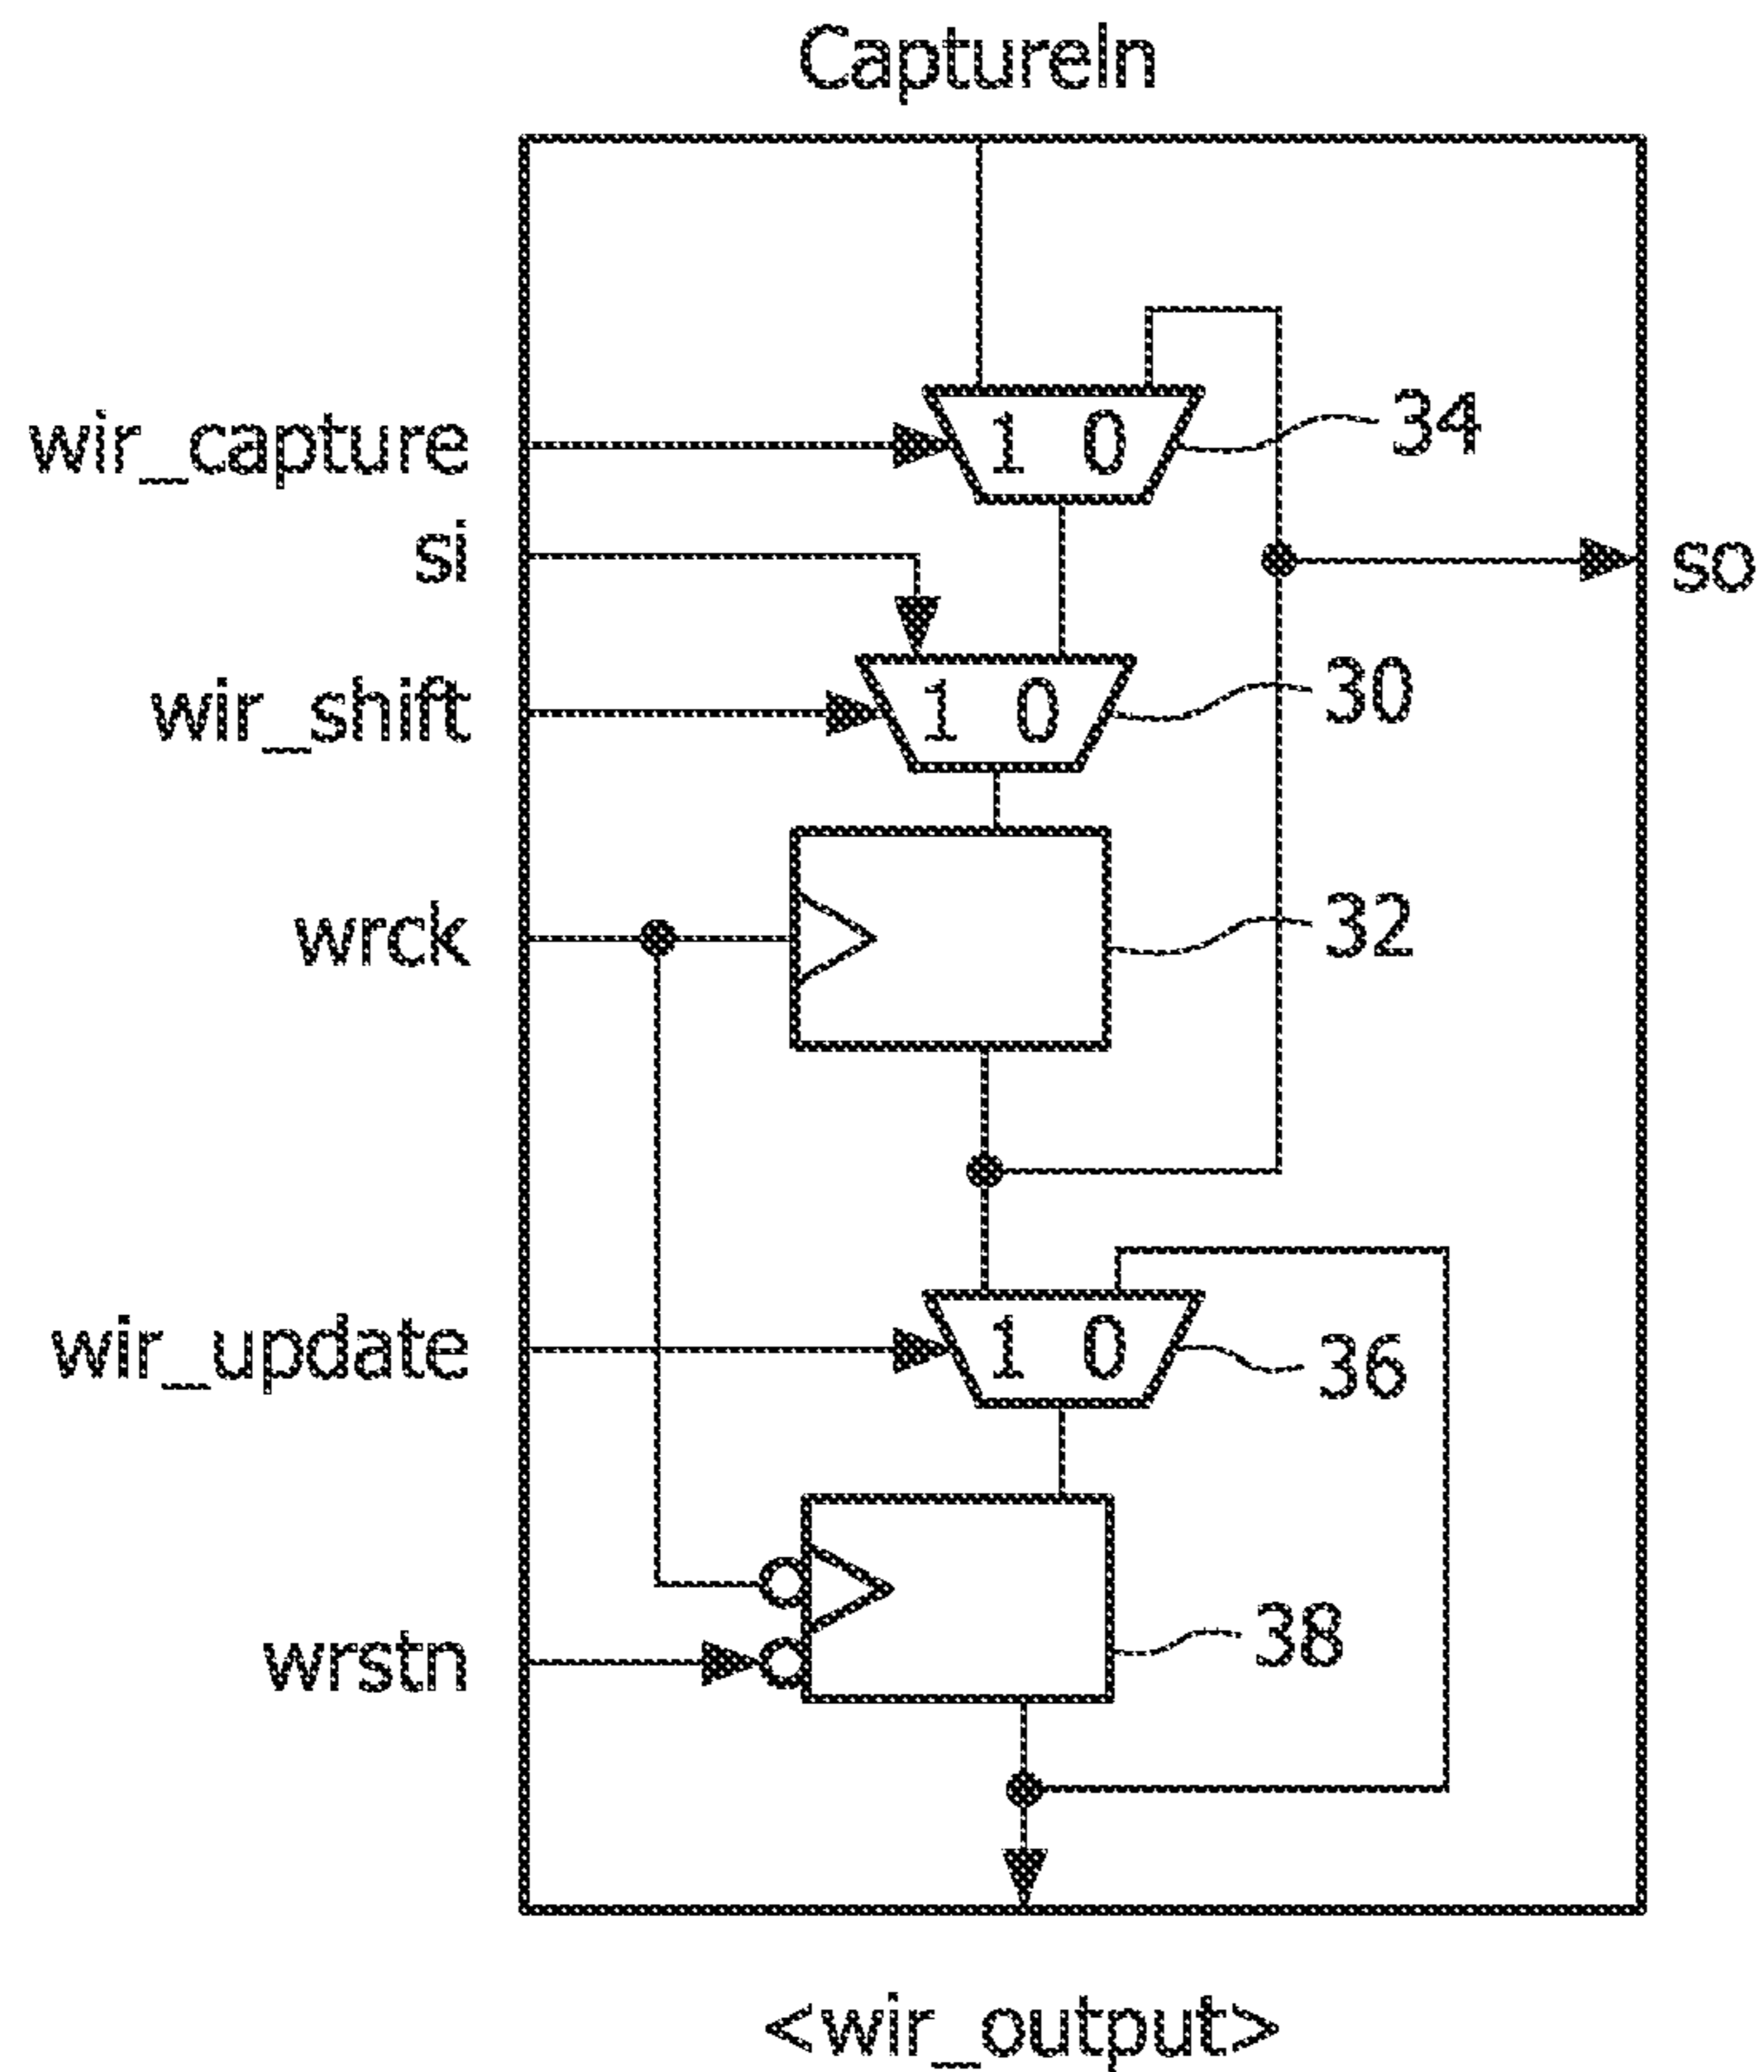 CaptureIn
wir_capture
1 0
34
si
so
wir_shift
1 0
30
wrck
32
wir_update
1 0
36
wrstn
38
<wir_output>